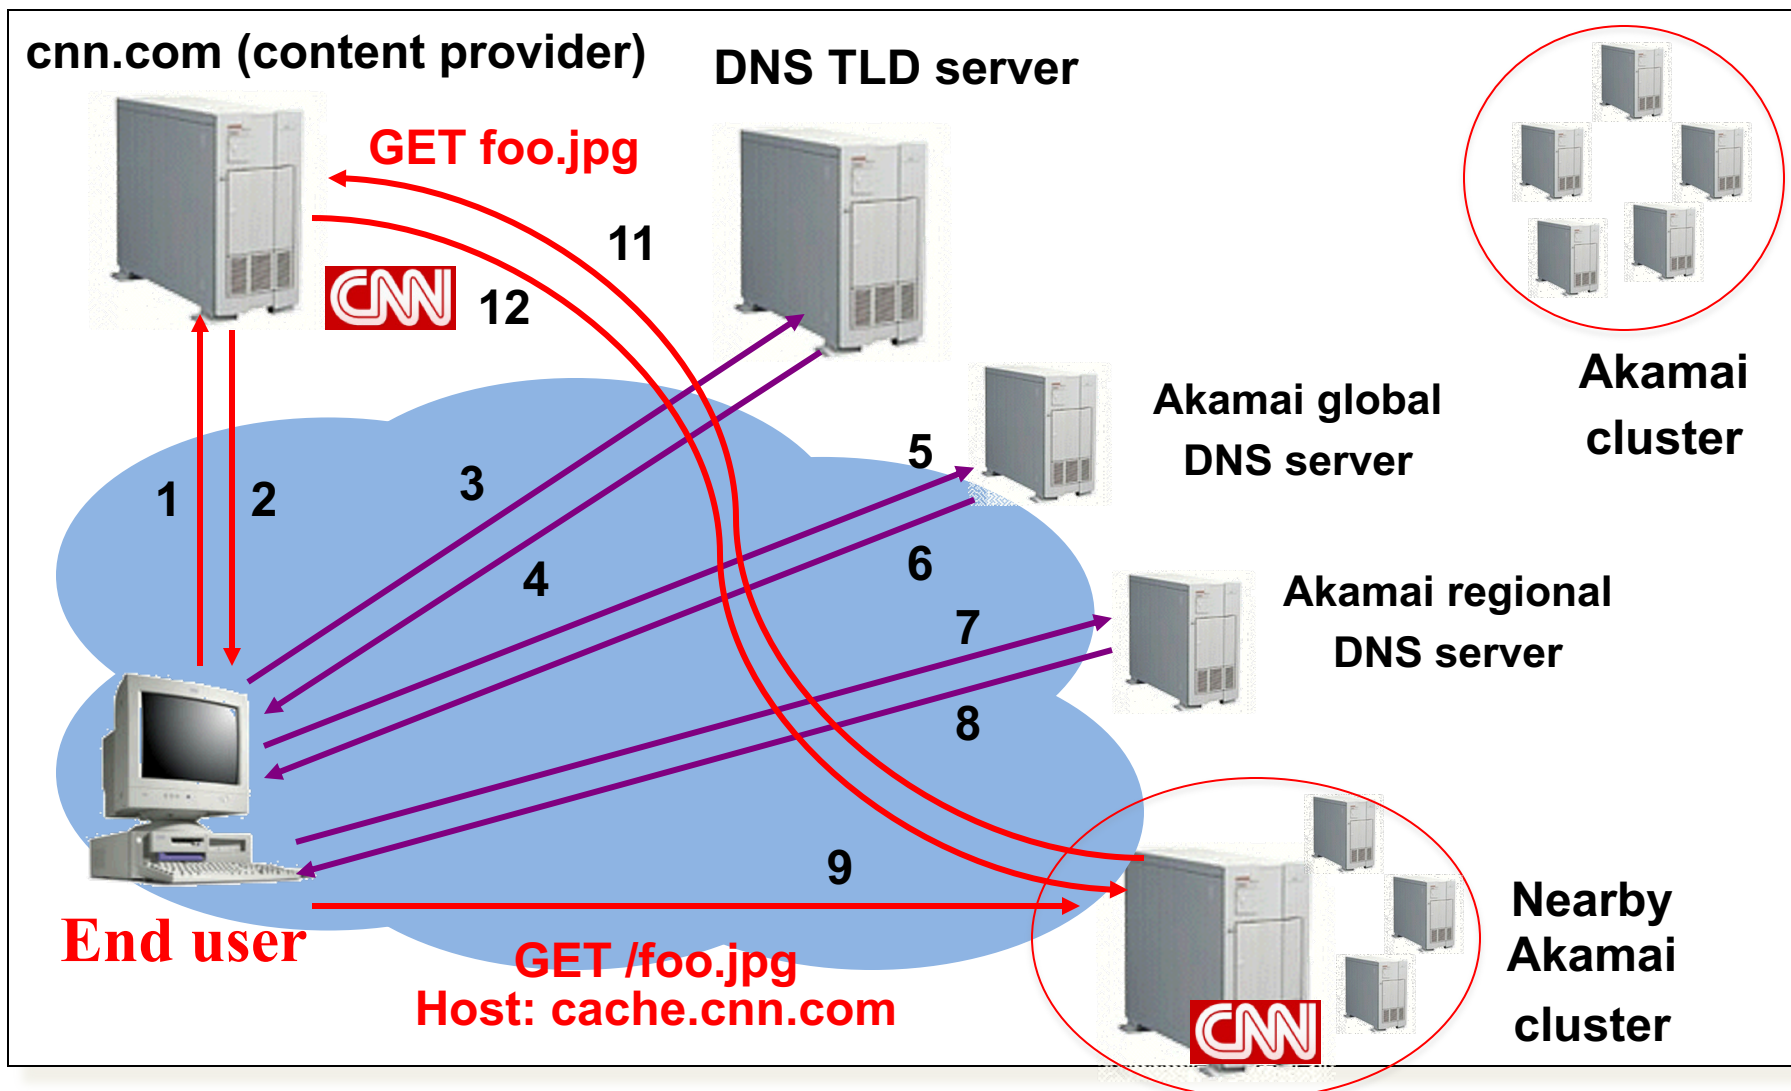 cnn.com (content provider)
DNS TLD server
GET foo.jpg
11
CNN
12
Akamai
cluster
Akamai global
DNS server
5
3
1
2
6
4
Akamai regional
DNS server
7
8
9
End user
GET /foo.jpg
Host: cache.cnn.com
Nearby
Akamai
cluster
CNN